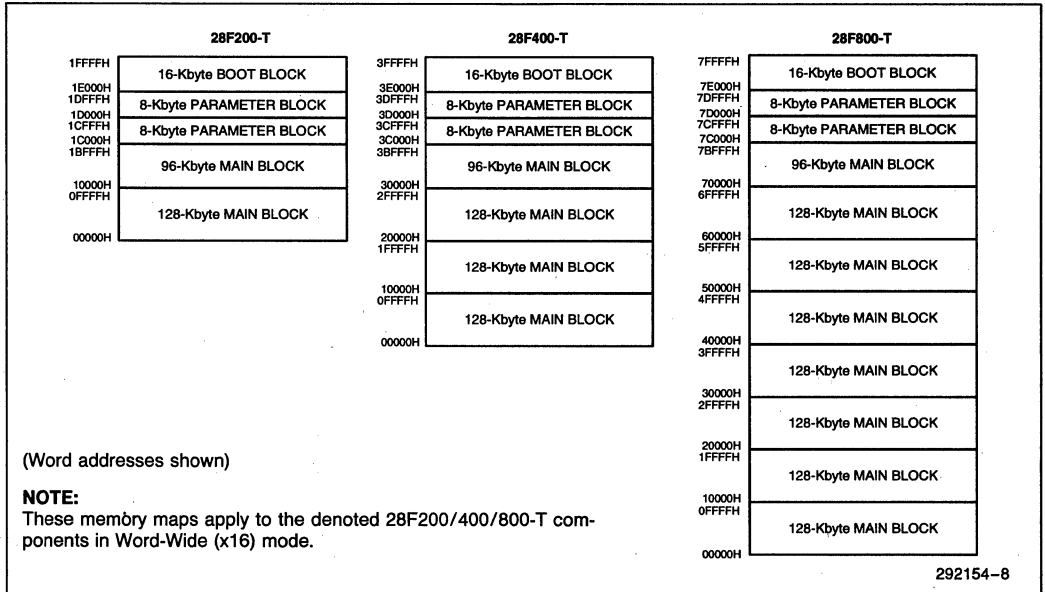 28F200-T
1FFFFH
16-Kbyte BOOT BLOCK
1E000H
1DFFFH
8-Kbyte PARAMETER BLOCK
1D000H
1CFFFH
8-Kbyte PARAMETER BLOCK
1C000H
1BFFFH
96-Kbyte MAIN BLOCK
10000H
0FFFFH
128-Kbyte MAIN BLOCK
00000H
28F400-T
3FFFFH
16-Kbyte BOOT BLOCK
3E000H
3DFFFH
8-Kbyte PARAMETER BLOCK
3D000H
3CFFFH
8-Kbyte PARAMETER BLOCK
3C000H
3BFFFH
96-Kbyte MAIN BLOCK
30000H
2FFFFH
128-Kbyte MAIN BLOCK
20000H
1FFFFH
128-Kbyte MAIN BLOCK
10000H
0FFFFH
128-Kbyte MAIN BLOCK
00000H
28F800-T
7FFFFH
16-Kbyte BOOT BLOCK
7E000H
7DFFFH
8-Kbyte PARAMETER BLOCK
7D000H
7CFFFH
8-Kbyte PARAMETER BLOCK
7C000H
7BFFFH
96-Kbyte MAIN BLOCK
70000H
6FFFFH
128-Kbyte MAIN BLOCK
60000H
5FFFFH
128-Kbyte MAIN BLOCK
50000H
4FFFFH
128-Kbyte MAIN BLOCK
40000H
3FFFFH
128-Kbyte MAIN BLOCK
30000H
2FFFFH
128-Kbyte MAIN BLOCK
20000H
1FFFFH
128-Kbyte MAIN BLOCK
10000H
0FFFFH
128-Kbyte MAIN BLOCK
00000H
(Word addresses shown)
NOTE:
These memory maps apply to the denoted 28F200/400/800-T com-
ponents in Word-Wide (x16) mode.
292154–8